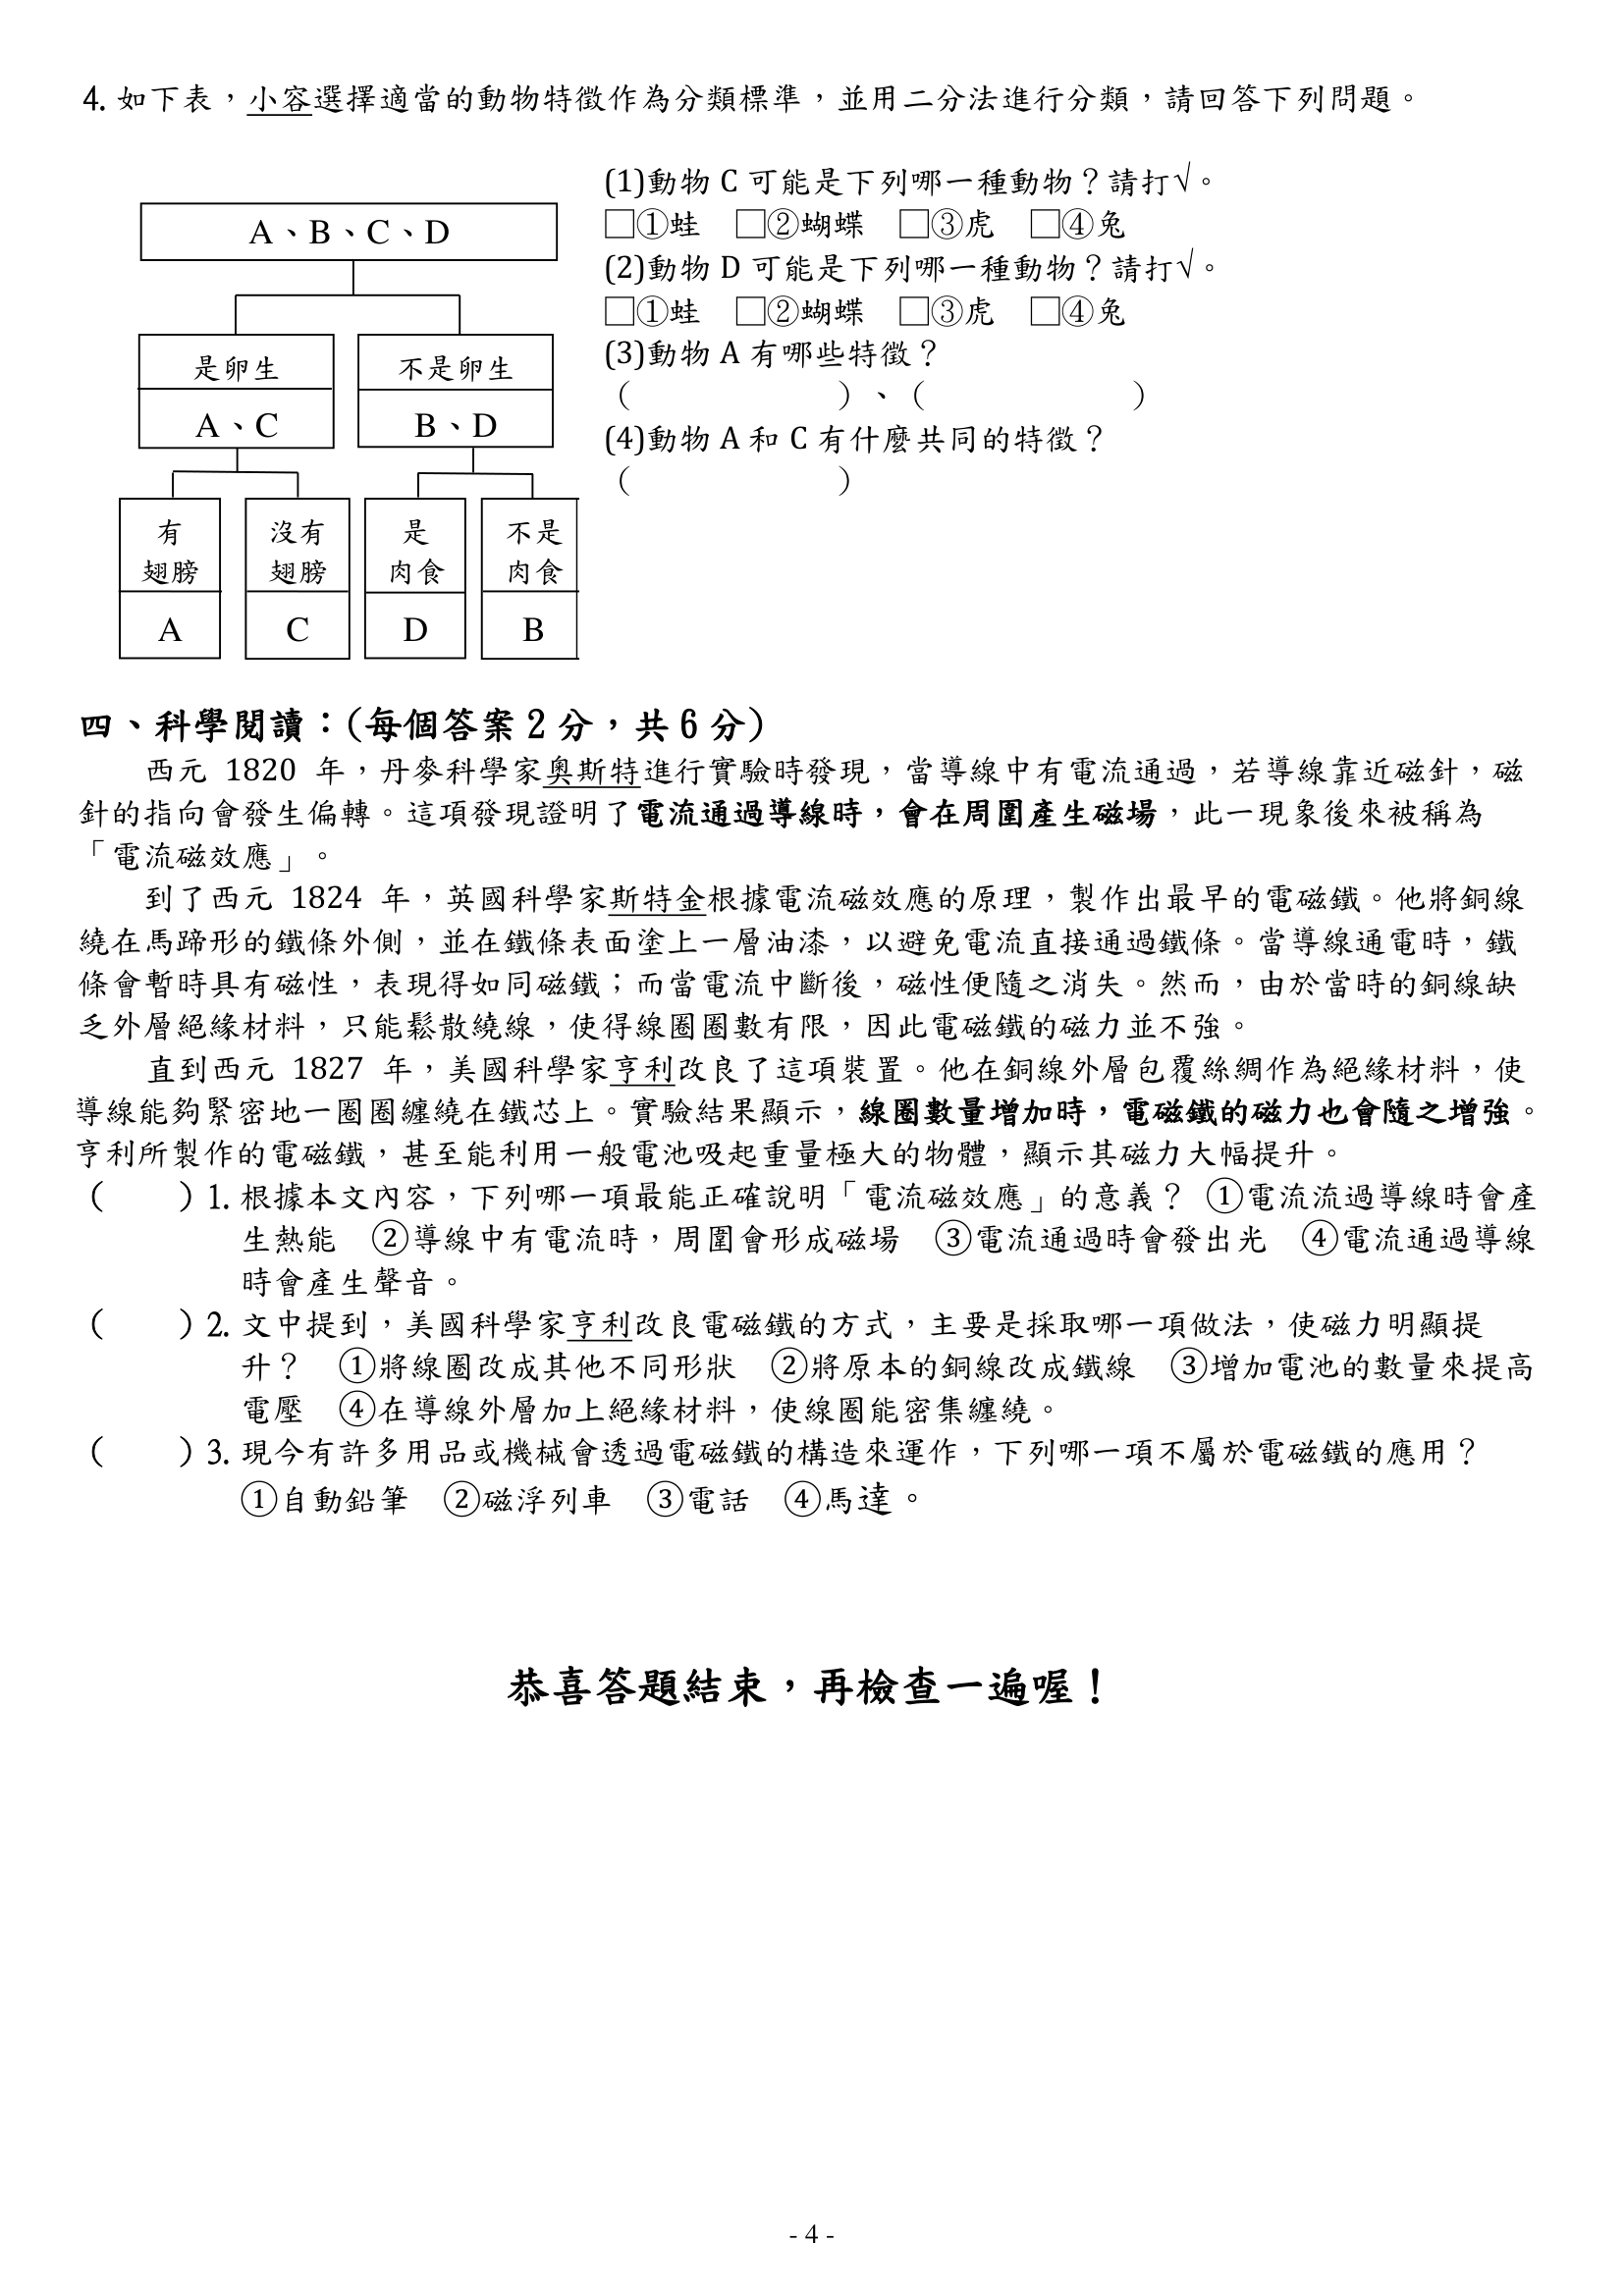 4. 如下表，小容選擇適當的動物特徵作為分類標準，並用二分法進行分類，請回答下列問題。
A、B、C、D
是卵生
不是卵生
A、C
B、D
有
翅膀
沒有
翅膀
是
肉食
不是
肉食
A
C
D
B
(1)動物 C 可能是下列哪一種動物？請打√。
□①蛙 □②蝴蝶 □③虎 □④兔
(2)動物 D 可能是下列哪一種動物？請打√。
□①蛙 □②蝴蝶 □③虎 □④兔
(3)動物 A 有哪些特徵？
（ ）、（ ）
(4)動物 A 和 C 有什麼共同的特徵？
（ ）
四、科學閱讀：(每個答案 2 分，共 6 分)
西元 1820 年，丹麥科學家奧斯特進行實驗時發現，當導線中有電流通過，若導線靠近磁針，磁
針的指向會發生偏轉。這項發現證明了電流通過導線時，會在周圍產生磁場，此一現象後來被稱為
「電流磁效應」。
到了西元 1824 年，英國科學家斯特金根據電流磁效應的原理，製作出最早的電磁鐵。他將銅線
繞在馬蹄形的鐵條外側，並在鐵條表面塗上一層油漆，以避免電流直接通過鐵條。當導線通電時，鐵
條會暫時具有磁性，表現得如同磁鐵；而當電流中斷後，磁性便隨之消失。然而，由於當時的銅線缺
乏外層絕緣材料，只能鬆散繞線，使得線圈圈數有限，因此電磁鐵的磁力並不強。
直到西元 1827 年，美國科學家亨利改良了這項裝置。他在銅線外層包覆絲綢作為絕緣材料，使
導線能夠緊密地一圈圈纏繞在鐵芯上。實驗結果顯示，線圈數量增加時，電磁鐵的磁力也會隨之增強。
亨利所製作的電磁鐵，甚至能利用一般電池吸起重量極大的物體，顯示其磁力大幅提升。
（ ）1. 根據本文內容，下列哪一項最能正確說明「電流磁效應」的意義？ ①電流流過導線時會產
生熱能 ②導線中有電流時，周圍會形成磁場 ③電流通過時會發出光 ④電流通過導線
時會產生聲音。
（ ）2. 文中提到，美國科學家亨利改良電磁鐵的方式，主要是採取哪一項做法，使磁力明顯提
升？ ①將線圈改成其他不同形狀 ②將原本的銅線改成鐵線 ③增加電池的數量來提高
電壓 ④在導線外層加上絕緣材料，使線圈能密集纏繞。
（ ）3. 現今有許多用品或機械會透過電磁鐵的構造來運作，下列哪一項不屬於電磁鐵的應用？
①自動鉛筆 ②磁浮列車 ③電話 ④馬達。
恭喜答題結束，再檢查一遍喔！
- 4 -